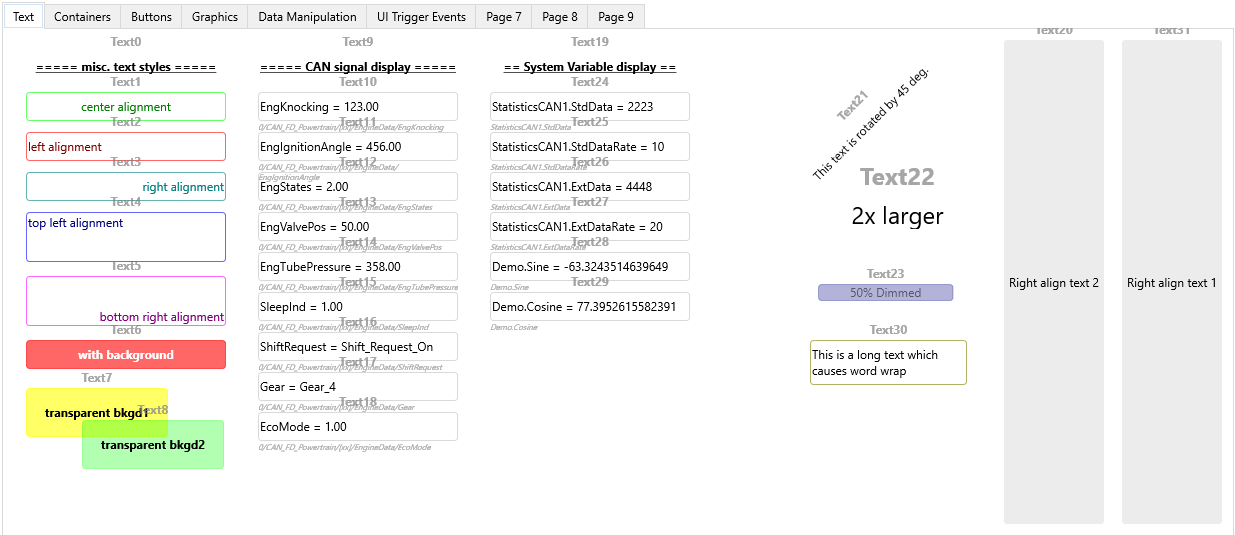 Text
Containers
Buttons
Graphics
Data Manipulation
UI Trigger Events
Page 7
Page 8
Page 9
Text0
===== misc. text styles =====
Text1
center alignment
Text2
left alignment
Text3
right alignment
Text4
top left alignment
Text5
bottom right alignment
Text6
with background
Text7
transparent bkgd1
Text8
transparent bkgd2
Text9
===== CAN signal display =====
Text10
EngKnocking = 123.00
0/CAN_FD_Powertrain/[xx]/EngineData/EngKnocking
Text11
EngIgnitionAngle = 456.00
0/CAN_FD_Powertrain/[xx]/EngineData/
EngIgnitionAngle
Text12
EngStates = 2.00
0/CAN_FD_Powertrain/[xx]/EngineData/EngStates
Text13
EngValvePos = 50.00
0/CAN_FD_Powertrain/[xx]/EngineData/EngValvePos
Text14
EngTubePressure = 358.00
0/CAN_FD_Powertrain/[xx]/EngineData/EngTubePressure
Text15
SleepInd = 1.00
0/CAN_FD_Powertrain/[xx]/EngineData/SleepInd
Text16
ShiftRequest = Shift_Request_On
0/CAN_FD_Powertrain/[xx]/EngineData/ShiftRequest
Text17
Gear = Gear_4
0/CAN_FD_Powertrain/[xx]/EngineData/Gear
Text18
EcoMode = 1.00
0/CAN_FD_Powertrain/[xx]/EngineData/EcoMode
Text19
== System Variable display ==
Text24
StatisticsCAN1.StdData = 2223
StatisticsCAN1.StdData
Text25
StatisticsCAN1.StdDataRate = 10
StatisticsCAN1.StdDataRate
Text26
StatisticsCAN1.ExtData = 4448
StatisticsCAN1.ExtData
Text27
StatisticsCAN1.ExtDataRate = 20
StatisticsCAN1.ExtDataRate
Text28
Demo.Sine = -63.3243514639649
Demo.Sine
Text29
Demo.Cosine = 77.3952615582391
Demo.Cosine
Text21
This text is rotated by 45 deg.
Text22
2x larger
Text23
50% Dimmed
Text30
This is a long text which
causes word wrap
Text20
Right align text 2
Text31
Right align text 1